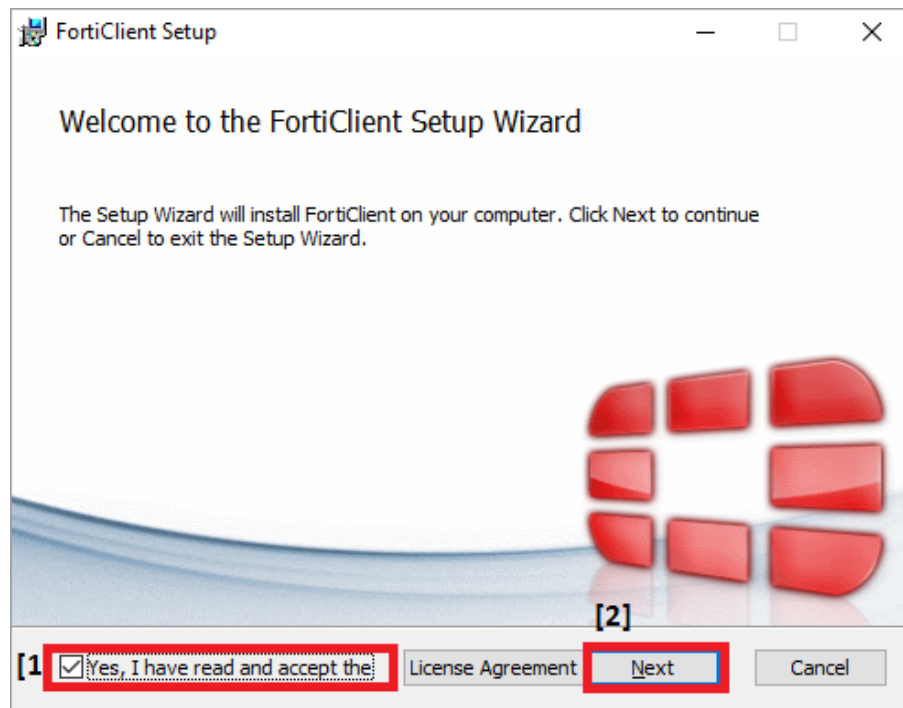 FortiClient Setup
Welcome to the FortiClient Setup Wizard
The Setup Wizard will install FortiClient on your computer. Click Next to continue
or Cancel to exit the Setup Wizard.
[2]
[1 Yes, I have read and accept the License Agreement Next Cancel